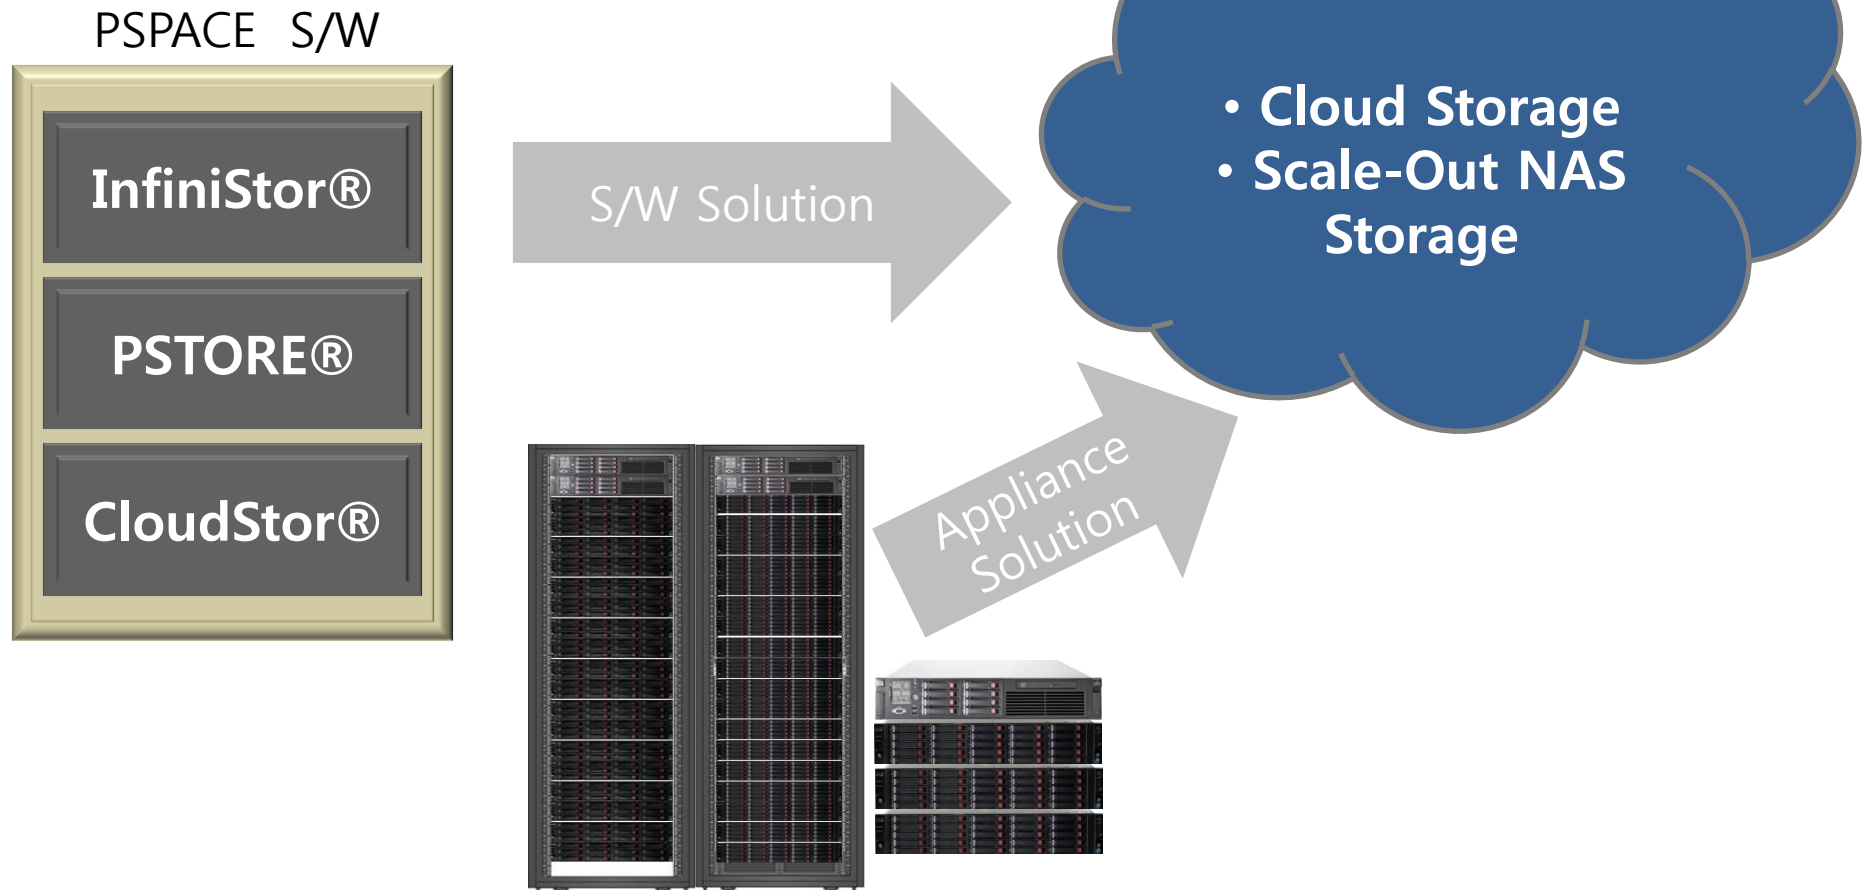 PSPACE S/W
InfiniStor®
PSTORE®
CloudStor®
S/W Solution
• Cloud Storage
• Scale-Out NAS
Storage
Appliance
Solution